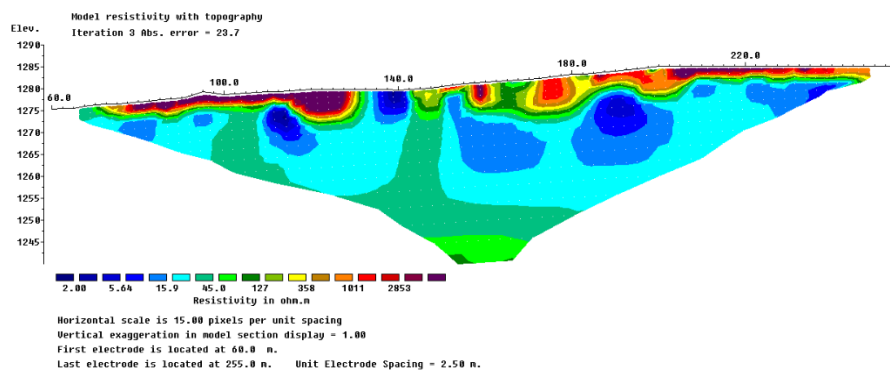 Model resistivity with topography
Elev. Iteration 3 Abs. error = 23.7
1290
1285
220.0
180.0
1280
140.0
100.0
60.0
1275
1270
1265
1260
1255
1250
1245
2.00 5.64 15.9 45.0 127 358 1011 2853
Resistivity in ohm.m
Horizontal scale is 15.00 pixels per unit spacing
Vertical exaggeration in model section display = 1.00
First electrode is located at 60.0 m.
Last electrode is located at 255.0 m. Unit Electrode Spacing = 2.50 m.